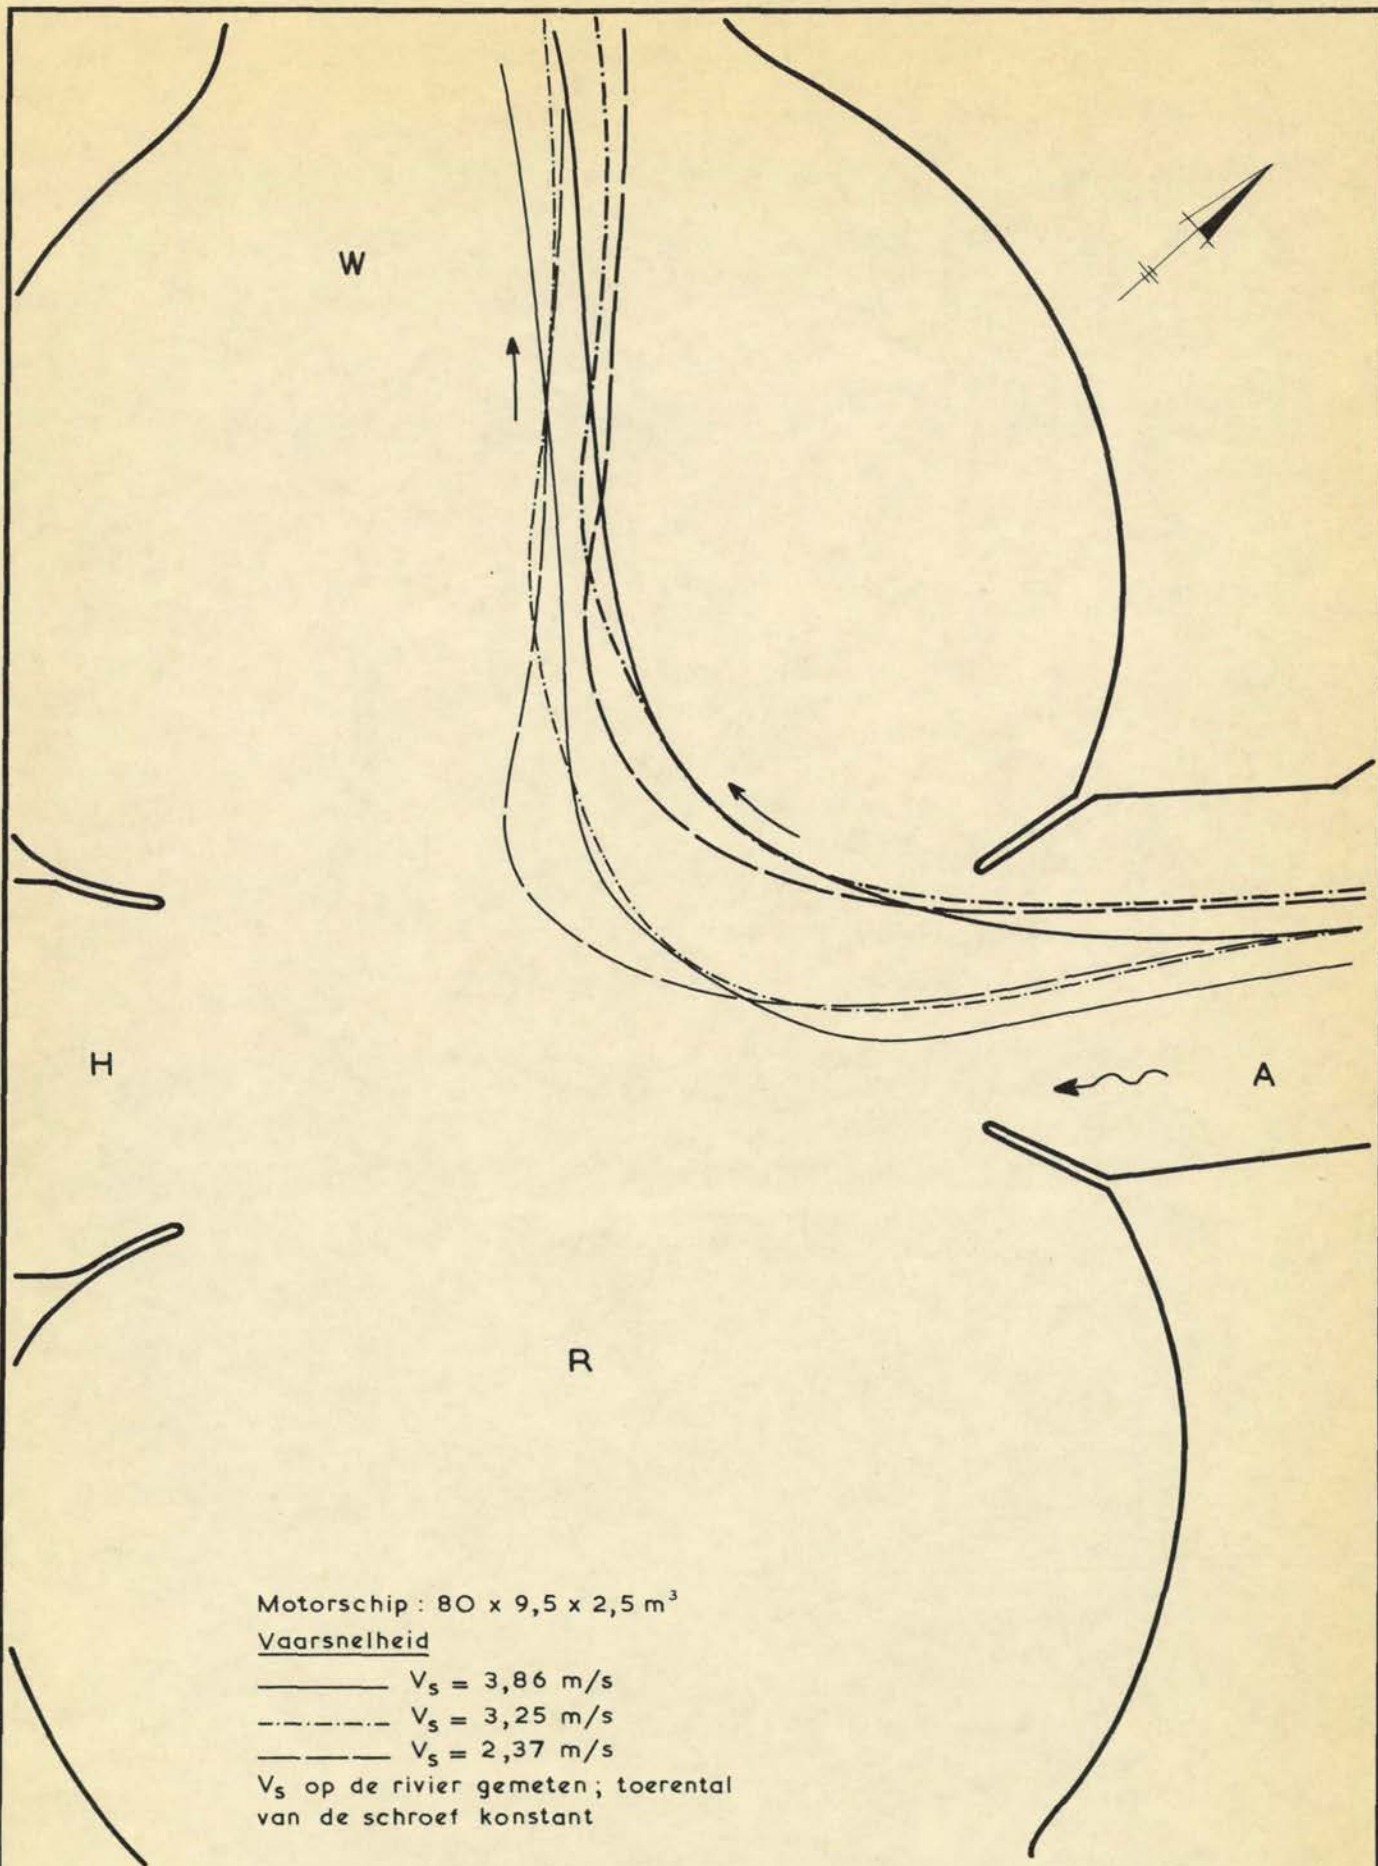 W
H
A
R
Motorschip : 80 x 9,5 x 2,5 m³
Vaarsnelheid
Vₛ = 3,86 m/s
Vₛ = 3,25 m/s
Vₛ = 2,37 m/s
Vₛ op de rivier gemeten ; toerental
van de schroef konstant